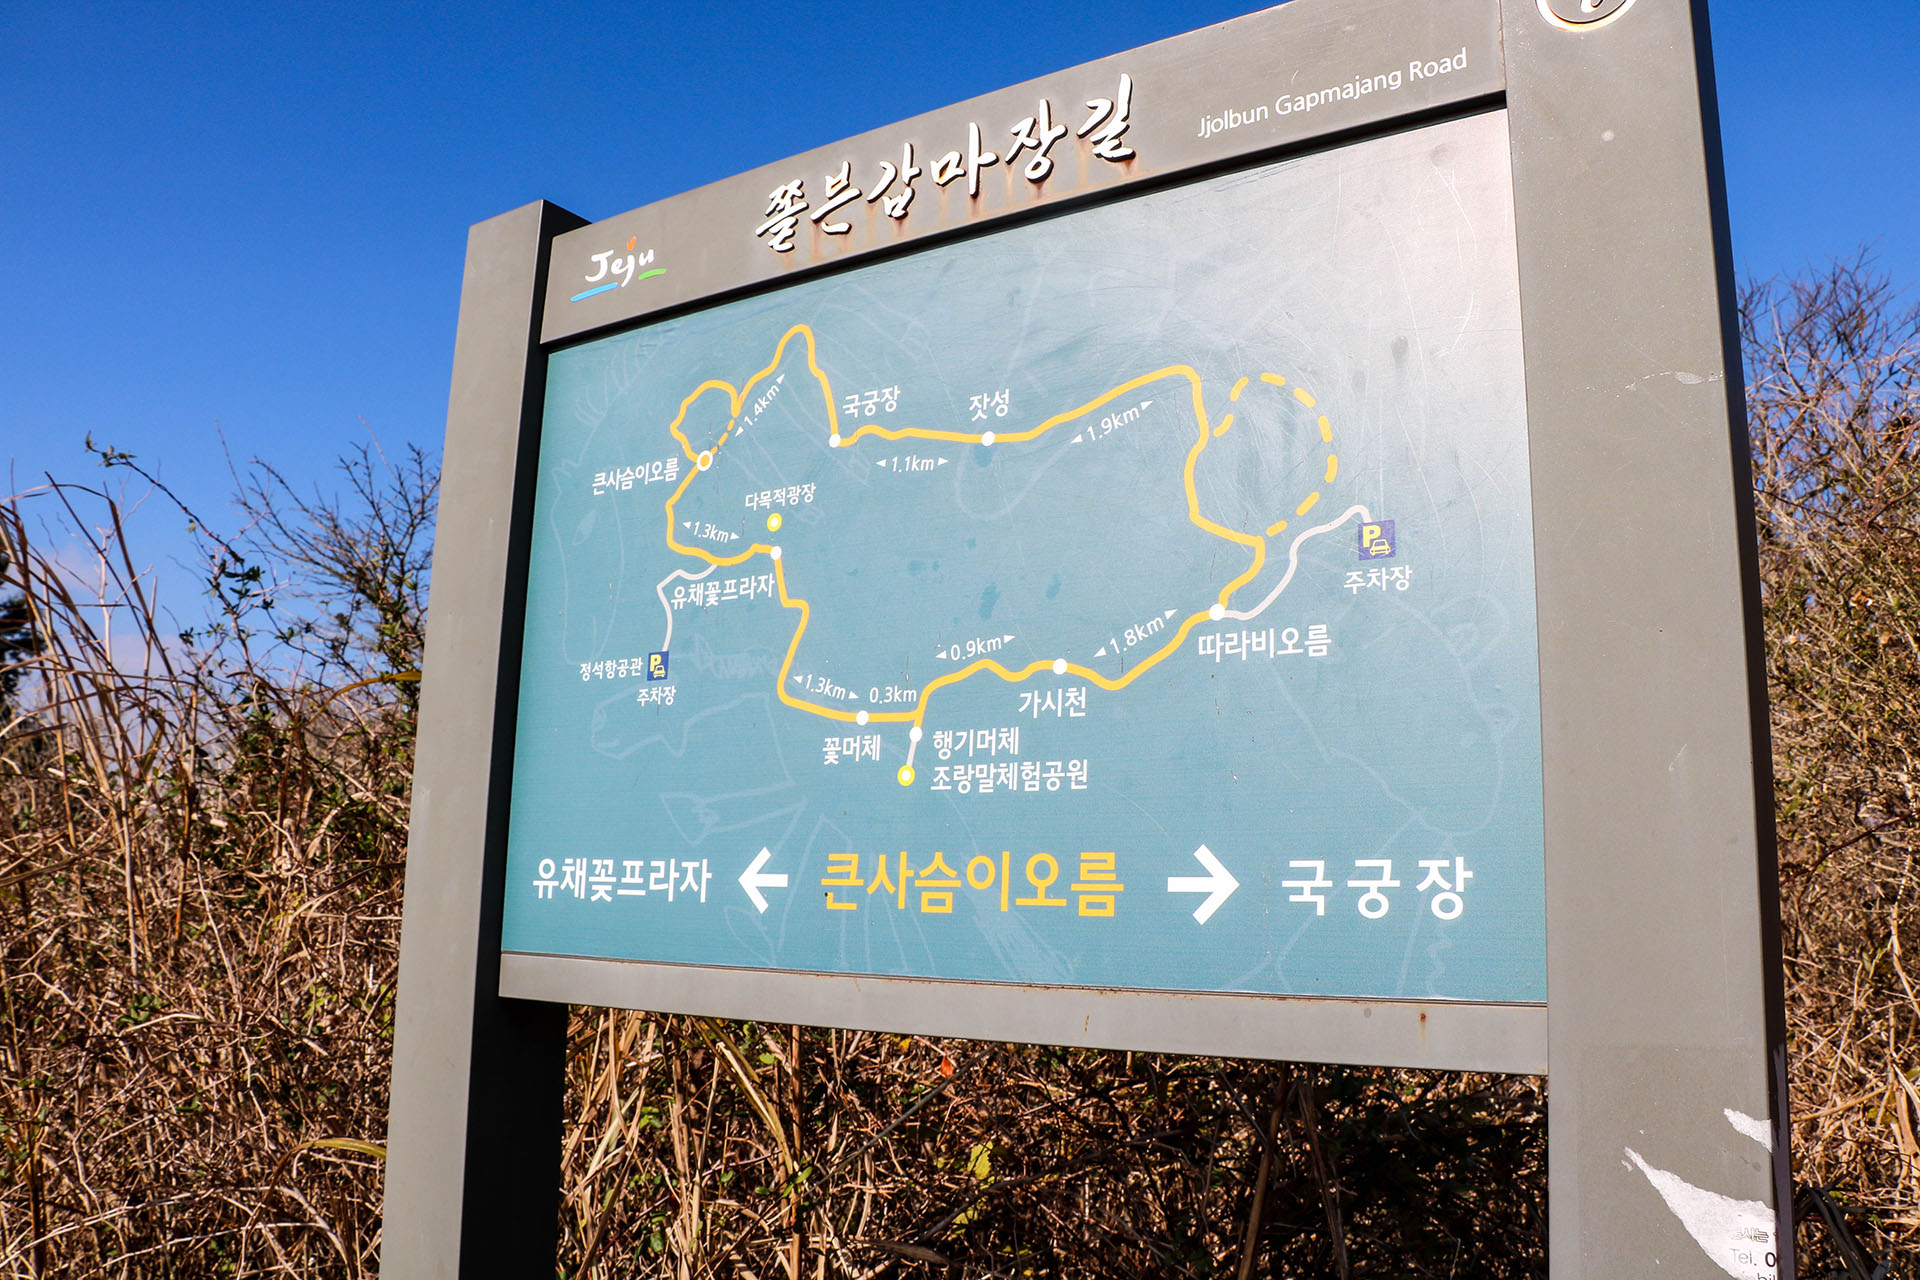 Jeju
쫄븐갑마장길
Jjolbun Gapmajang Road
1.4km
국궁장
잣성
1.9km
1.1km
큰사슴이오름
다목적광장
1.3km
유채꽃프라자
P
주차장
따라비오름
1.8km
0.9km
정석항공관
P
주차장
1.3km
0.3km
가시천
꽃머체
행기머체
조랑말체험공원
유채꽃프라자 ← 큰사슴이오름 → 국궁장
Tel. 0